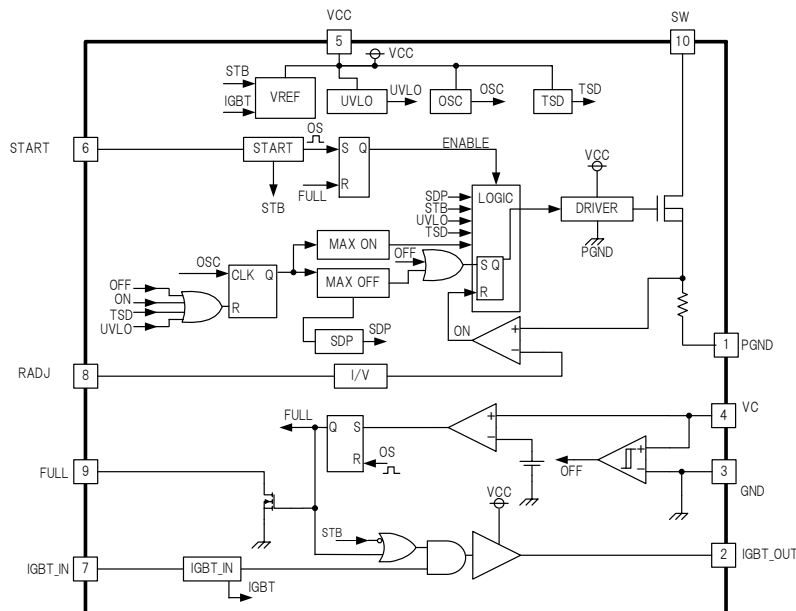 VCC
SW
5
10
VCC
STB
IGBT
VREF
UVLO
UVLO
OSC
OSC
TSD
TSD
START
6
START
OS
S Q
R
FULL
ENABLE
STB
VCC
SDP
STB
UVLO
TSD
LOGIC
DRIVER
PGND
OSC
CLK Q
R
MAX ON
MAX OFF
OFF
S Q
R
OFF
ON
TSD
UVLO
SDP
SDP
ON
+
−
1
PGND
RADJ
8
I/V
FULL
Q S
R
OS
+
−
4
VC
OFF
+
−
3
GND
FULL
9
VCC
STB
2
IGBT_OUT
IGBT_IN
7
IGBT_IN
IGBT